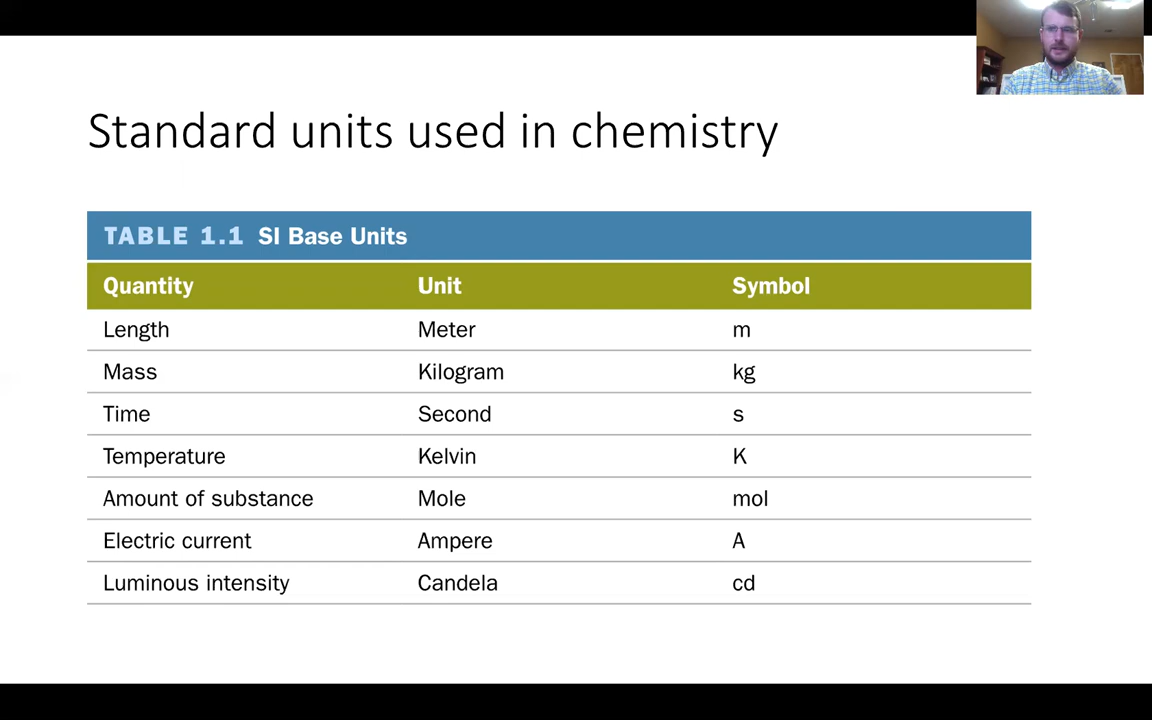 Standard units used in chemistry
TABLE 1.1 SI Base Units
Quantity Unit Symbol
Length Meter m
Mass Kilogram kg
Time Second s
Temperature Kelvin K
Amount of substance Mole mol
Electric current Ampere A
Luminous intensity Candela cd